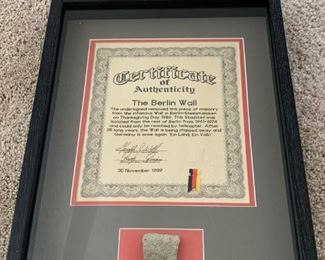 Certificate
of
Authenticity
The Berlin Wall
The undersigned removed this piece of masonry
from the infamous Wall in Berlin-Steinstuecken
on Thanksgiving Day 1989. This Stadtteil was
isolated from the rest of Berlin from 1961-1972
and could only be reached by helicopter. After
28 long years, the Wall is being chipped away and
Germany is once again "Ein Land, Ein Volk"!
30 November 1989